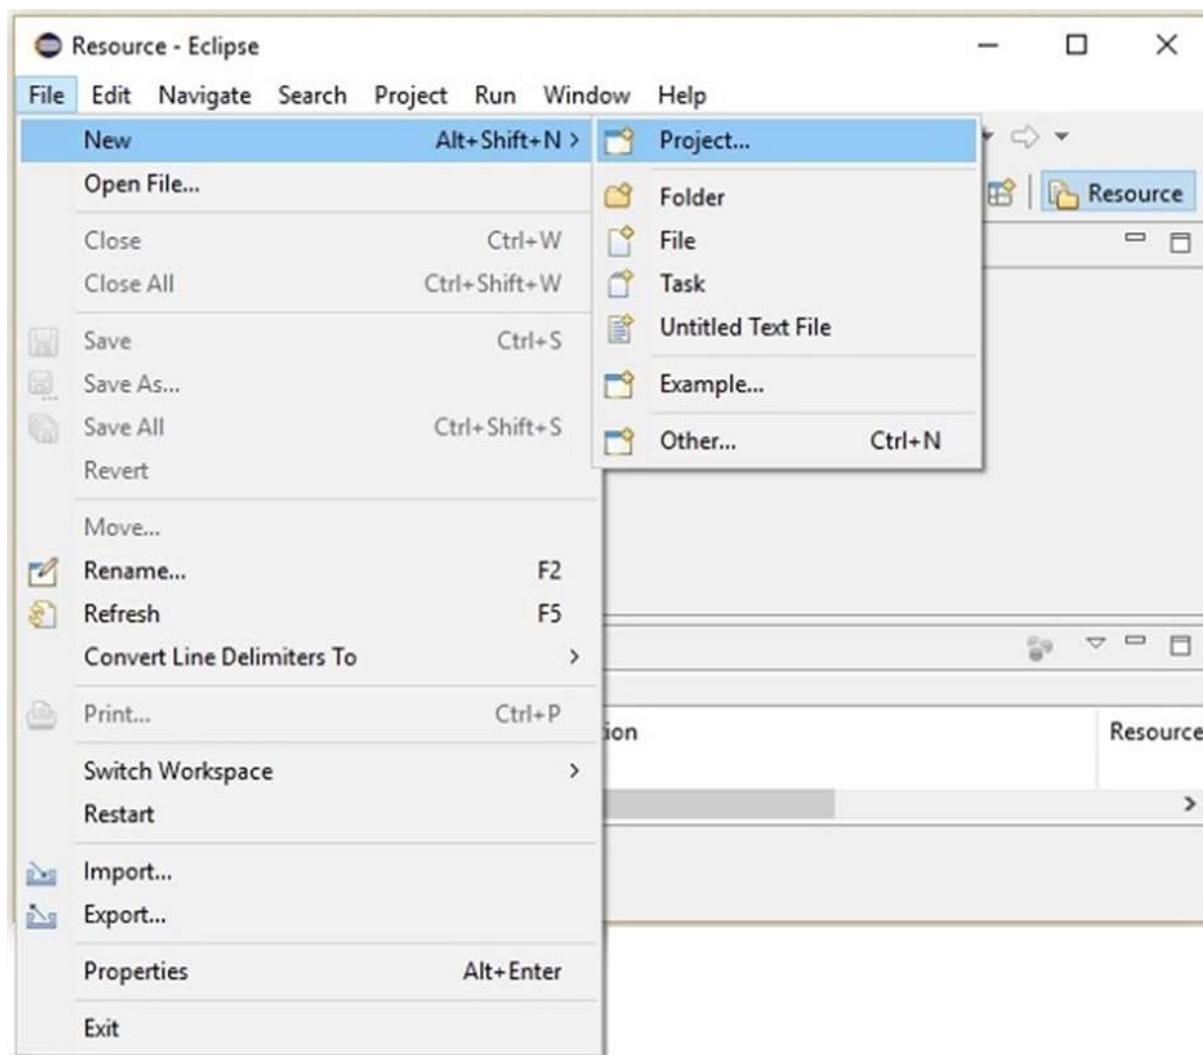 Resource - Eclipse
File Edit Navigate Search Project Run Window Help
New Alt+Shift+N >
Project...
Open File...
Folder
Resource
Close Ctrl+W
File
Close All Ctrl+Shift+W
Task
Save Ctrl+S
Untitled Text File
Save As...
Example...
Save All Ctrl+Shift+S
Other... Ctrl+N
Revert
Move...
Rename... F2
Refresh F5
Convert Line Delimiters To >
Print... Ctrl+P
ion Resource
Switch Workspace >
Restart
Import...
Export...
Properties Alt+Enter
Exit